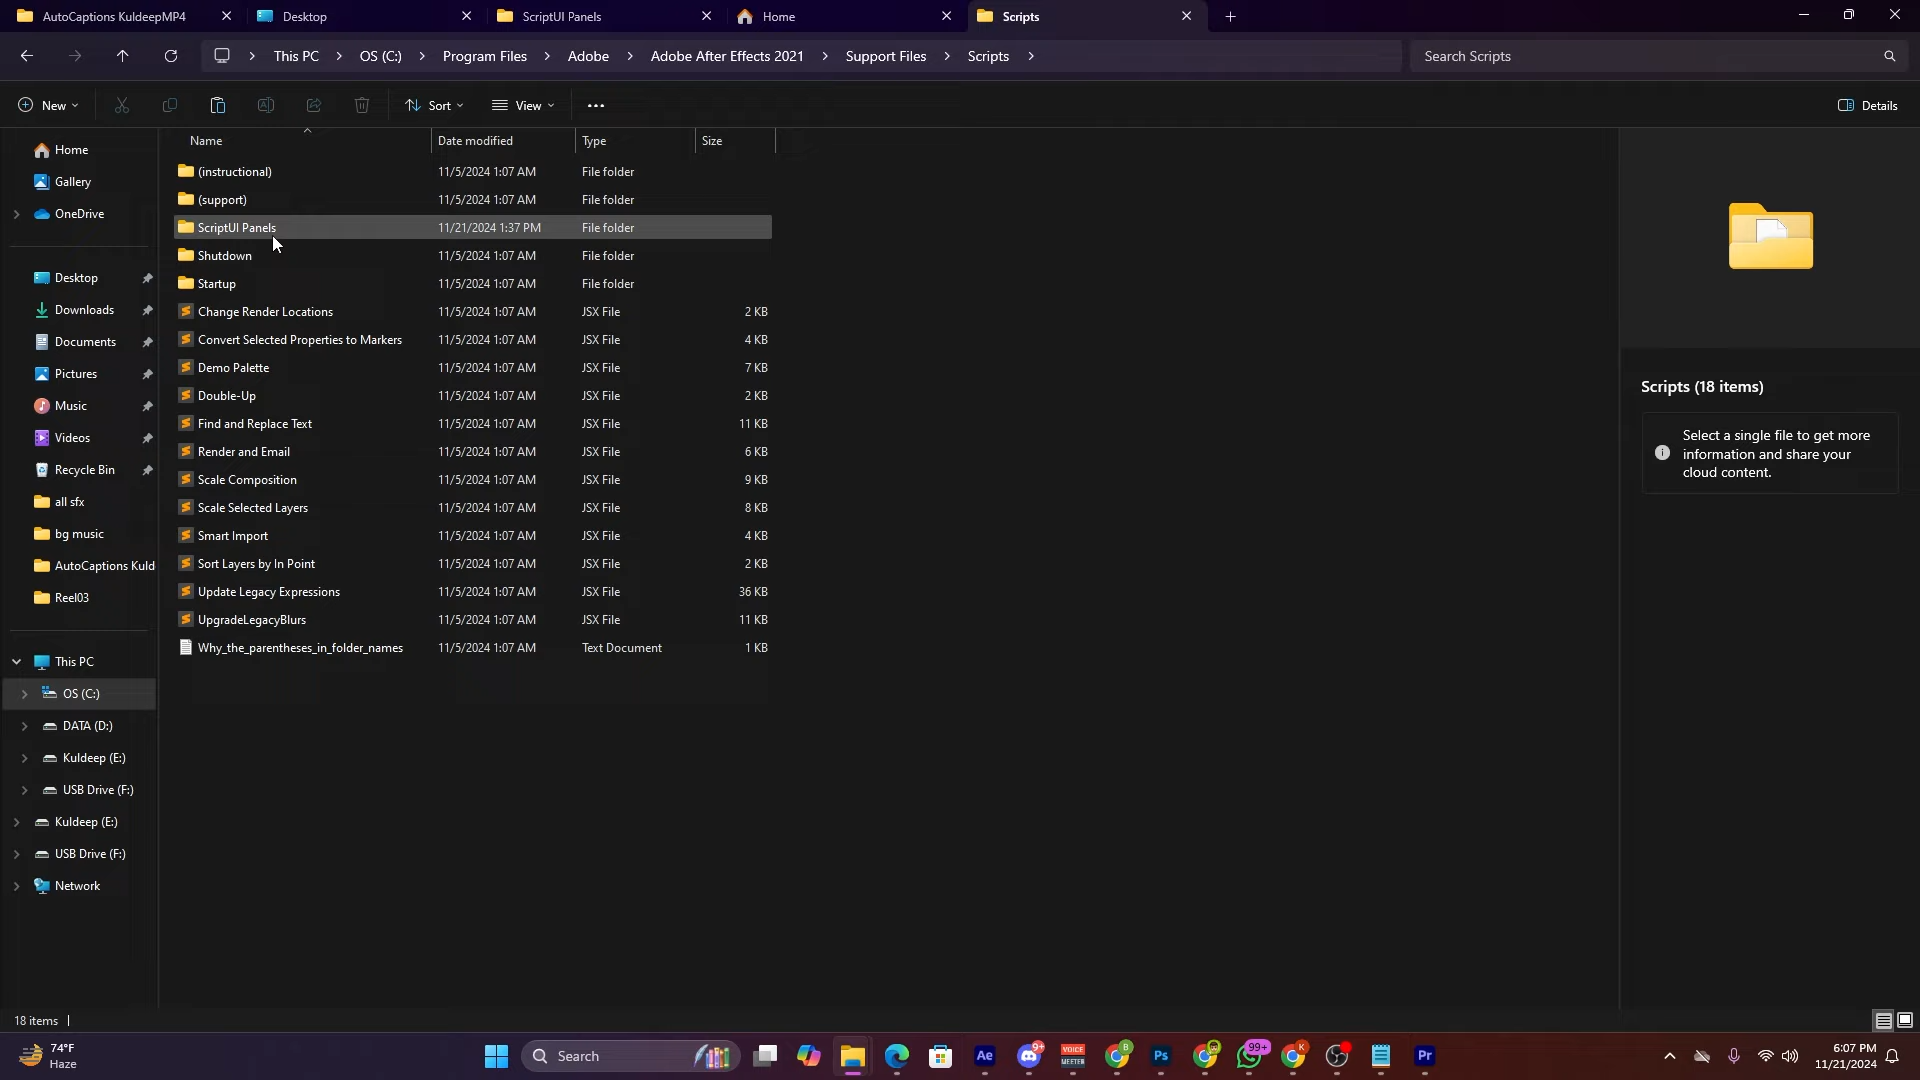 AutoCaptions KuldeepMP4
Desktop
ScriptUI Panels
Home
Scripts
This PC > OS (C:) > Program Files > Adobe > Adobe After Effects 2021 > Support Files > Scripts >
Search Scripts
New
Sort
View
Details
Name
Date modified
Type
Size
Home
Gallery
OneDrive
Desktop
Downloads
Documents
Pictures
Music
Videos
Recycle Bin
all sfx
bg music
AutoCaptions Kuld
Reel03
This PC
OS (C:)
DATA (D:)
Kuldeep (E:)
USB Drive (F:)
Kuldeep (E:)
USB Drive (F:)
Network
(instructional) 11/5/2024 1:07 AM File folder
(support) 11/5/2024 1:07 AM File folder
ScriptUI Panels 11/21/2024 1:37 PM File folder
Shutdown 11/5/2024 1:07 AM File folder
Startup 11/5/2024 1:07 AM File folder
Change Render Locations 11/5/2024 1:07 AM JSX File 2 KB
Convert Selected Properties to Markers 11/5/2024 1:07 AM JSX File 4 KB
Demo Palette 11/5/2024 1:07 AM JSX File 7 KB
Double-Up 11/5/2024 1:07 AM JSX File 2 KB
Find and Replace Text 11/5/2024 1:07 AM JSX File 11 KB
Render and Email 11/5/2024 1:07 AM JSX File 6 KB
Scale Composition 11/5/2024 1:07 AM JSX File 9 KB
Scale Selected Layers 11/5/2024 1:07 AM JSX File 8 KB
Smart Import 11/5/2024 1:07 AM JSX File 4 KB
Sort Layers by In Point 11/5/2024 1:07 AM JSX File 2 KB
Update Legacy Expressions 11/5/2024 1:07 AM JSX File 36 KB
UpgradeLegacyBlurs 11/5/2024 1:07 AM JSX File 11 KB
Why_the_parentheses_in_folder_names 11/5/2024 1:07 AM Text Document 1 KB
Scripts (18 items)
Select a single file to get more
information and share your
cloud content.
18 items
74°F
Haze
Search
Ae
9+
VOICE
MEETER
B
Ps
99+
K
Pr
6:07 PM
11/21/2024